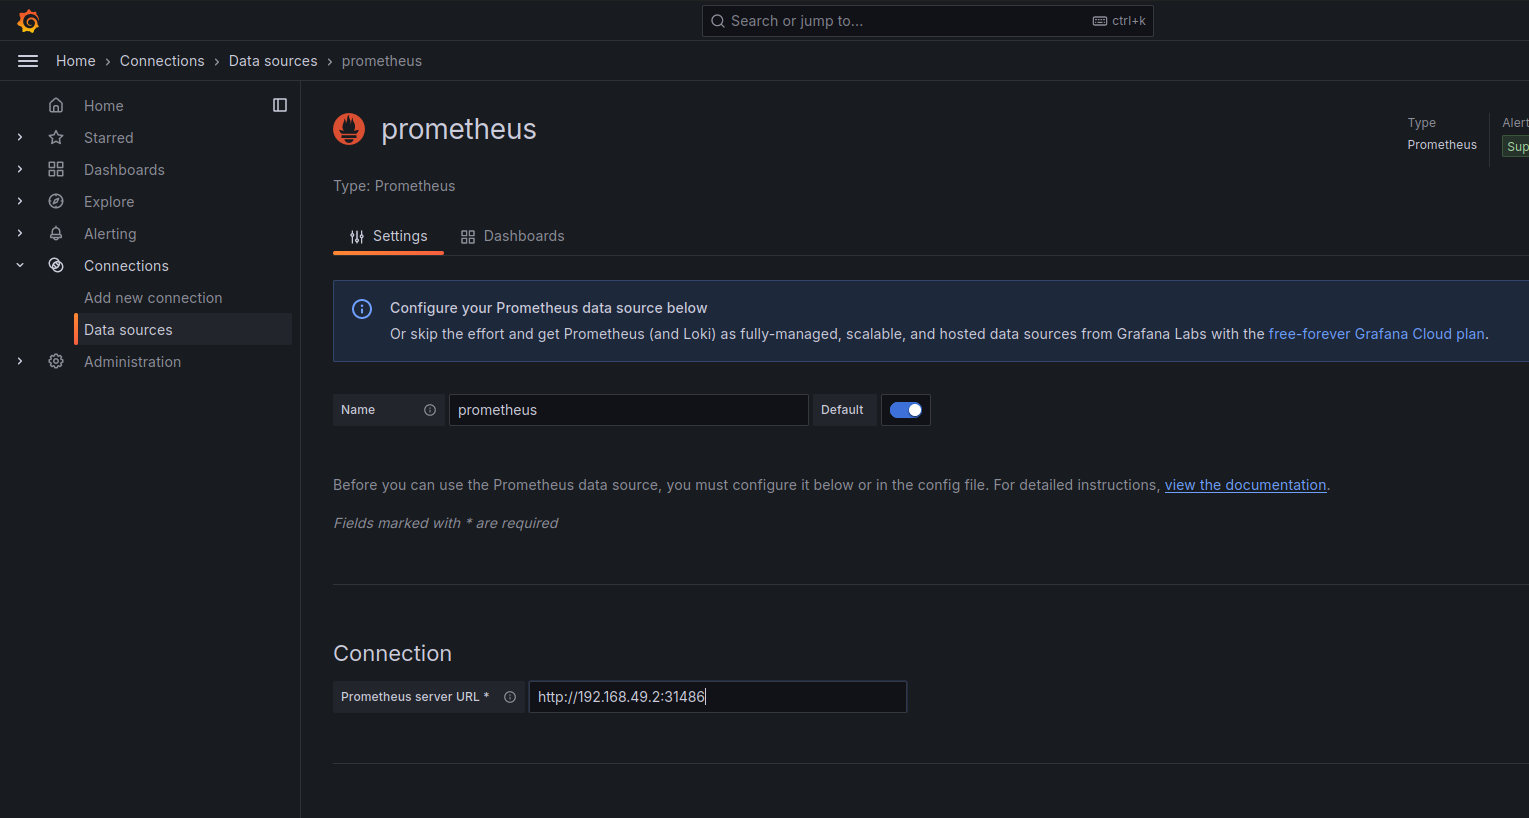 Search or jump to...
ctrl+k
Home › Connections › Data sources › prometheus
Home
Starred
Dashboards
Explore
Alerting
Connections
Add new connection
Data sources
Administration
prometheus
Type
Prometheus
Type: Prometheus
Settings
Dashboards
Configure your Prometheus data source below
Or skip the effort and get Prometheus (and Loki) as fully-managed, scalable, and hosted data sources from Grafana Labs with the free-forever Grafana Cloud plan.
Name
prometheus
Default
Before you can use the Prometheus data source, you must configure it below or in the config file. For detailed instructions, view the documentation.
Fields marked with * are required
Connection
Prometheus server URL *
http://192.168.49.2:31486